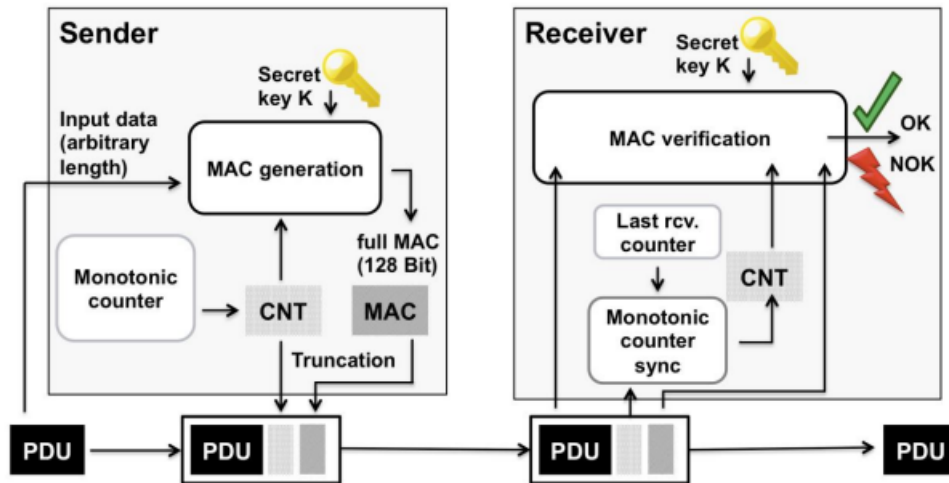 Sender
Secret
key K
Input data
(arbitrary
length)
MAC generation
full MAC
(128 Bit)
Monotonic
counter
CNT
MAC
Truncation
PDU
PDU
Receiver
Secret
key K
MAC verification
OK
NOK
Last rcv.
counter
CNT
Monotonic
counter
sync
PDU
PDU